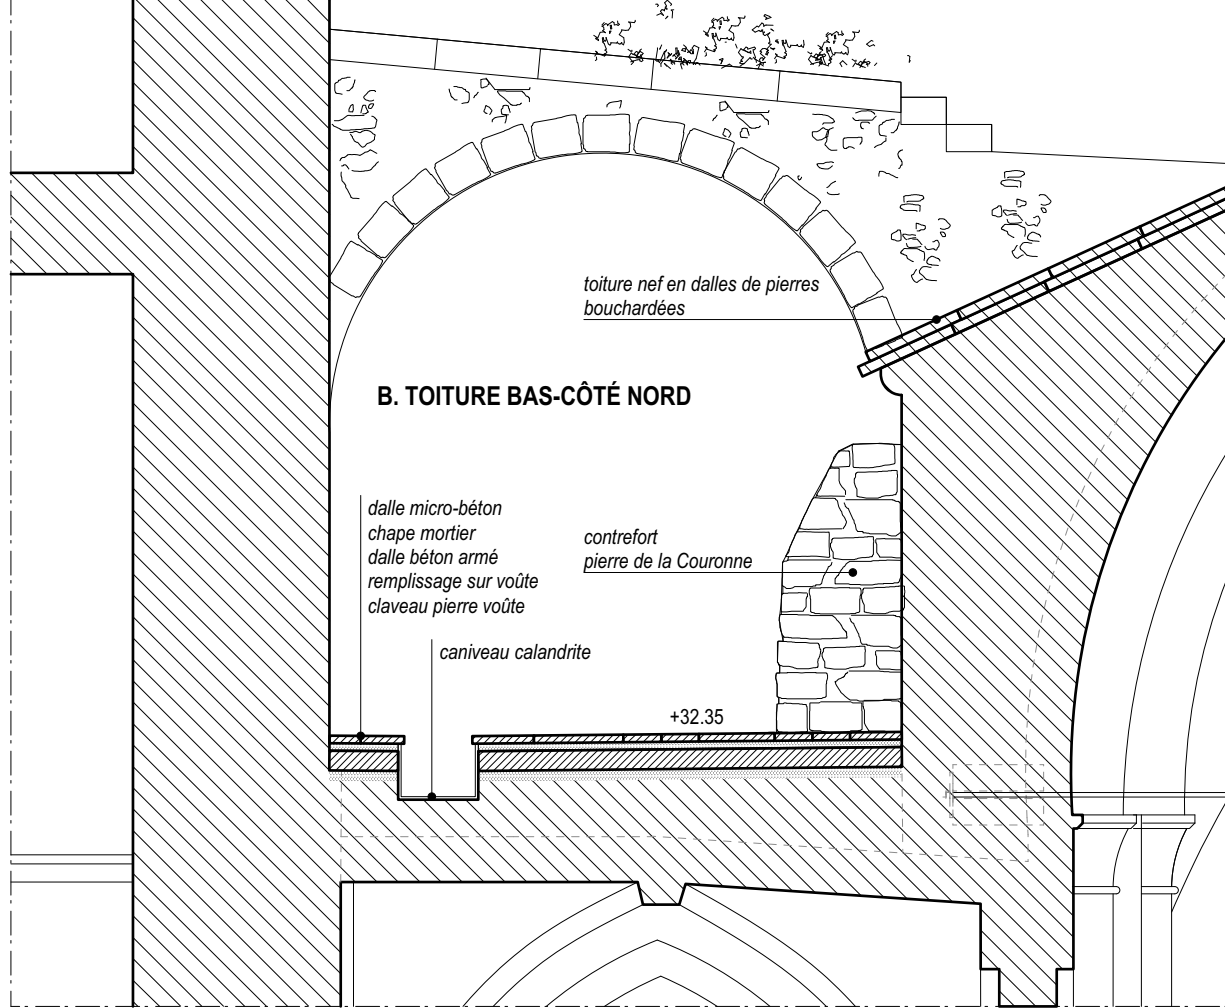 toiture nef en dalles de pierres
bouchardées
B. TOITURE BAS-CÔTÉ NORD
dalle micro-béton
chape mortier
dalle béton armé
remplissage sur voûte
claveau pierre voûte
contrefort
pierre de la Couronne
caniveau calandrite
+32.35